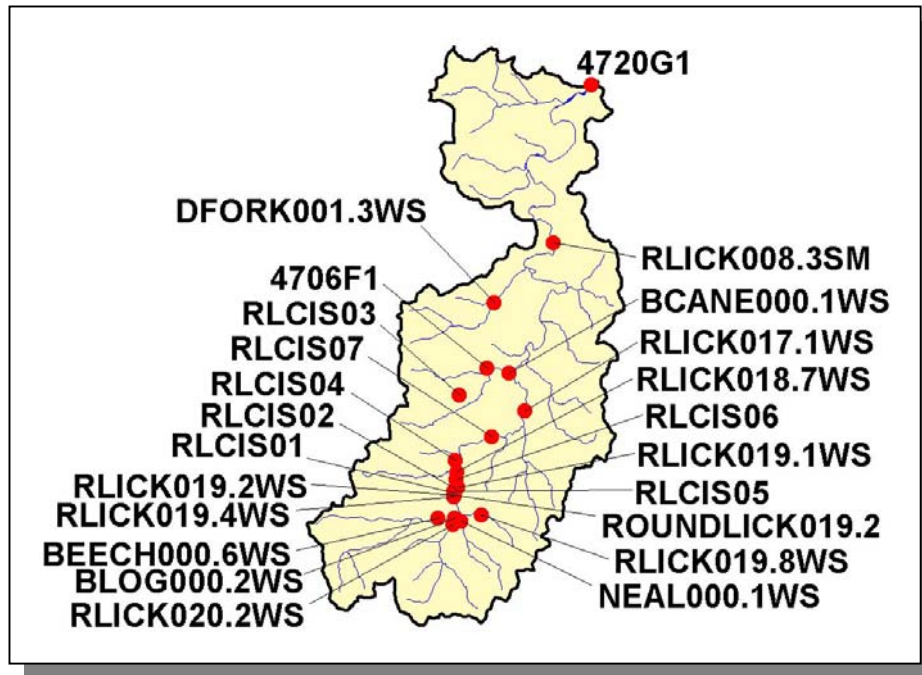 4720G1
DFORK001.3WS
RLICK008.3SM
4706F1
BCANE000.1WS
RLCIS03
RLICK017.1WS
RLCIS07
RLICK018.7WS
RLCIS04
RLCIS06
RLCIS02
RLICK019.1WS
RLCIS01
RLCIS05
RLICK019.2WS
ROUNDLICK019.2
RLICK019.4WS
RLICK019.8WS
BEECH000.6WS
NEAL000.1WS
BLOG000.2WS
RLICK020.2WS